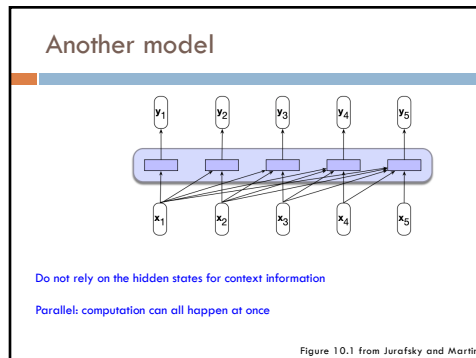 Another model
y1 y2 y3 y4 y5
x1 x2 x3 x4 x5
Do not rely on the hidden states for context information
Parallel: computation can all happen at once
Figure 10.1 from Jurafsky and Martin